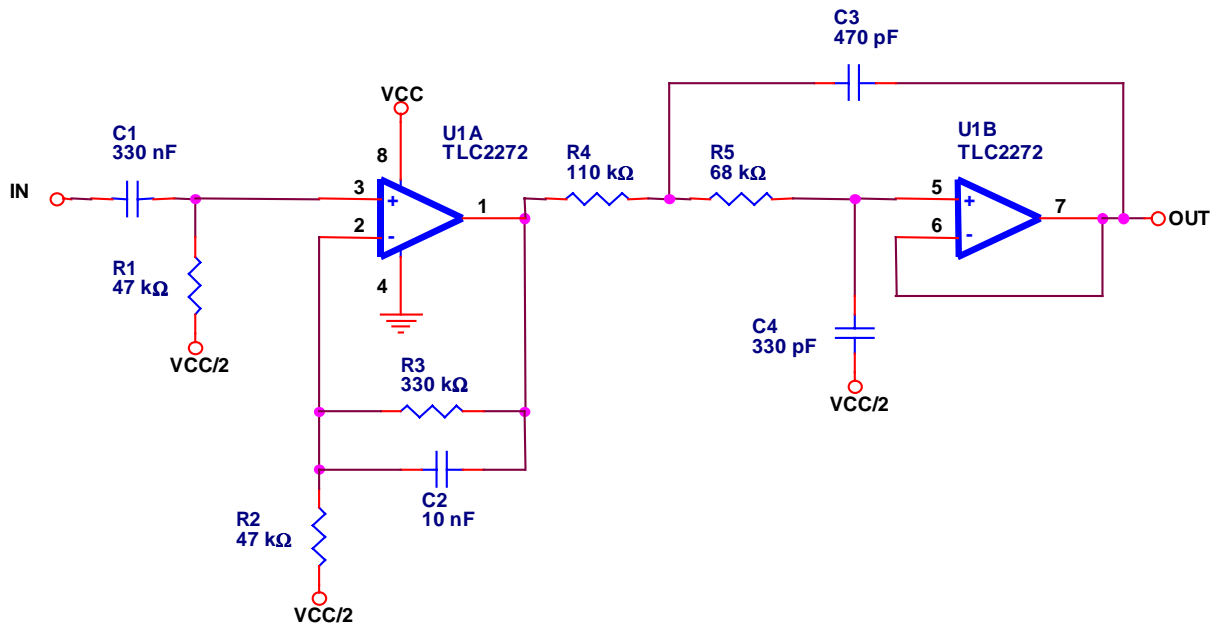 C3
470 pF
VCC
C1
330 nF
U1A
TLC2272
U1B
TLC2272
8
R4
110 kΩ
R5
68 kΩ
IN
3
+
2
-
1
5
+
6
-
7
OUT
R1
47 kΩ
4
VCC/2
C4
330 pF
R3
330 kΩ
VCC/2
C2
10 nF
R2
47 kΩ
VCC/2